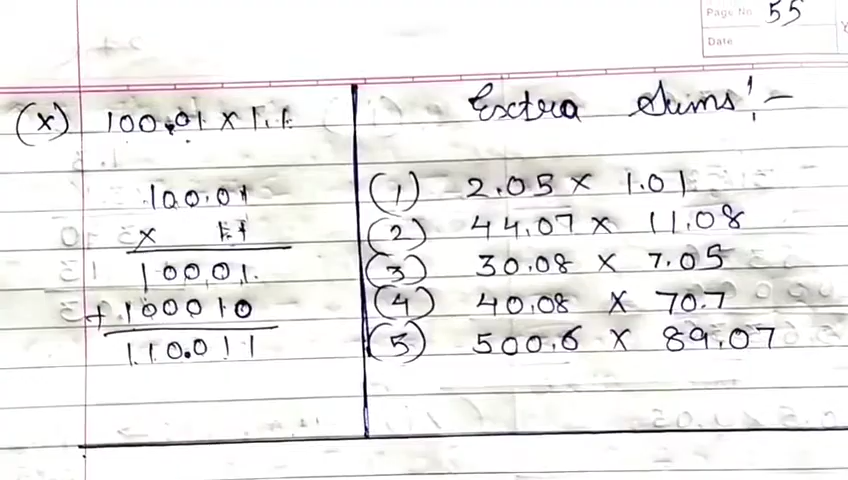 Page No. 55
Date
(x) 100.01 x 1.1
100.01
x 1.1
10001
+100010
110.011
Extra Sums :-
(1) 2.05 x 1.01
(2) 44.07 x 11.08
(3) 30.08 x 7.05
(4) 40.08 x 70.7
(5) 500.6 x 89.07